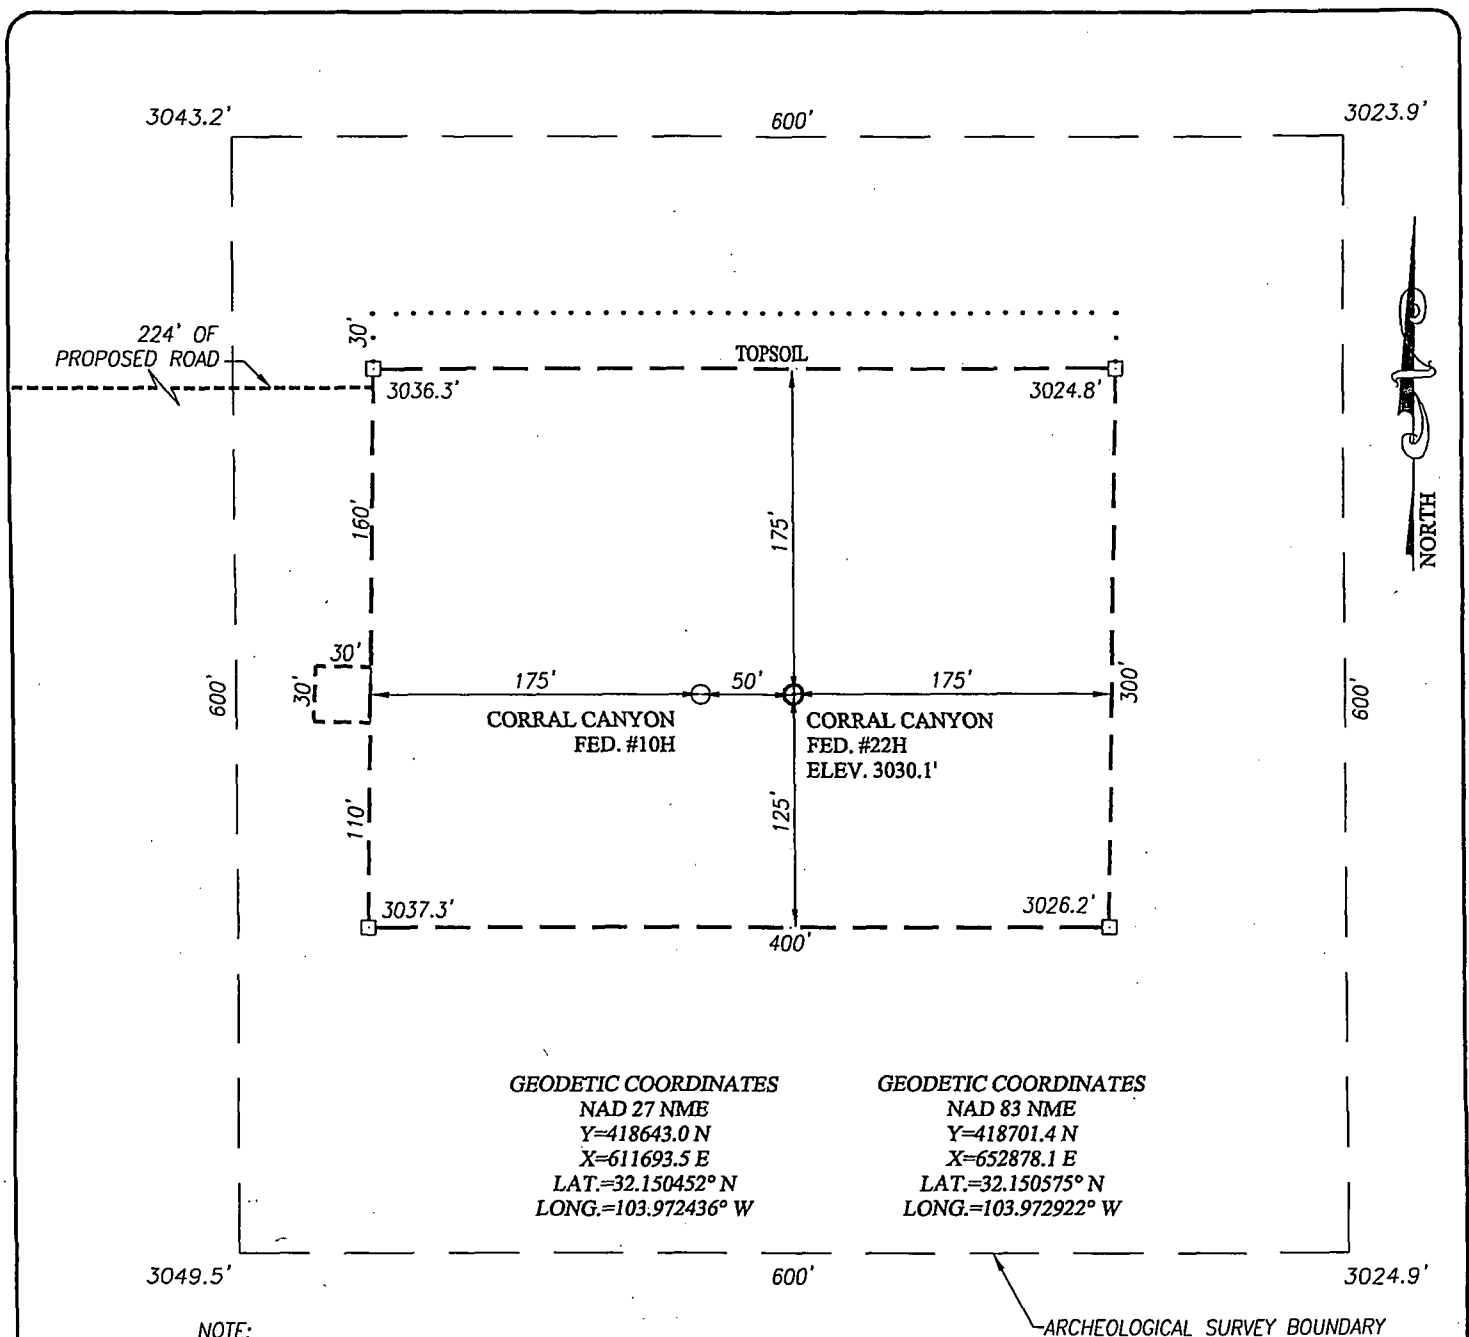 3043.2'
600'
3023.9'
224' OF
PROPOSED ROAD
30'
TOPSOIL
3036.3'
3024.8'
160'
175'
NORTH
30'
30'
600'
175'
50'
175'
300'
600'
CORRAL CANYON
FED. #10H
CORRAL CANYON
FED. #22H
ELEV. 3030.1'
110'
125'
3037.3'
3026.2'
400'
GEODETIC COORDINATES
NAD 27 NME
Y=418643.0 N
X=611693.5 E
LAT.=32.150452° N
LONG.=103.972436° W
GEODETIC COORDINATES
NAD 83 NME
Y=418701.4 N
X=652878.1 E
LAT.=32.150575° N
LONG.=103.972922° W
3049.5'
600'
3024.9'
NOTE:
ARCHEOLOGICAL SURVEY BOUNDARY